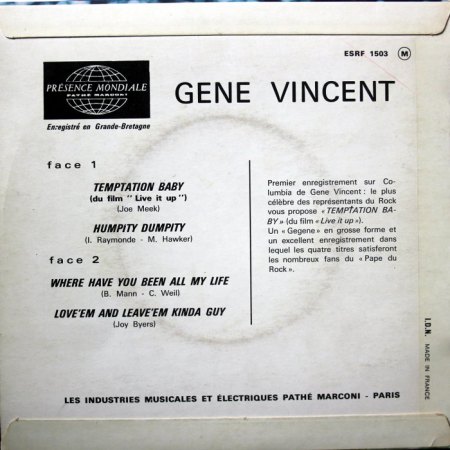 ESRF 1503 M
PRÉSENCE MONDIALE
PATHÉ MARCONI
Enregistré en Grande-Bretagne
GENE VINCENT
face 1
TEMPTATION BABY
(du film " Live it up ")
(Joe Meek)
HUMPITY DUMPITY
(I. Raymonde - M. Hawker)
face 2
WHERE HAVE YOU BEEN ALL MY LIFE
(B. Mann - C. Weil)
LOVE'EM AND LEAVE'EM KINDA GUY
(Joy Byers)
Premier enregistrement sur Co-
lumbia de Gene Vincent : le plus
célèbre des représentants du Rock
vous propose « TEMPTATION BA-
BY » (du film « Live it up »).
Un « Gegene » en grosse forme et
un excellent enregistrement dans
lequel les quatre titres satisferont
les nombreux fans du « Pape du
Rock ».
I.D.N. MADE IN FRANCE
LES INDUSTRIES MUSICALES ET ÉLECTRIQUES PATHÉ MARCONI - PARIS